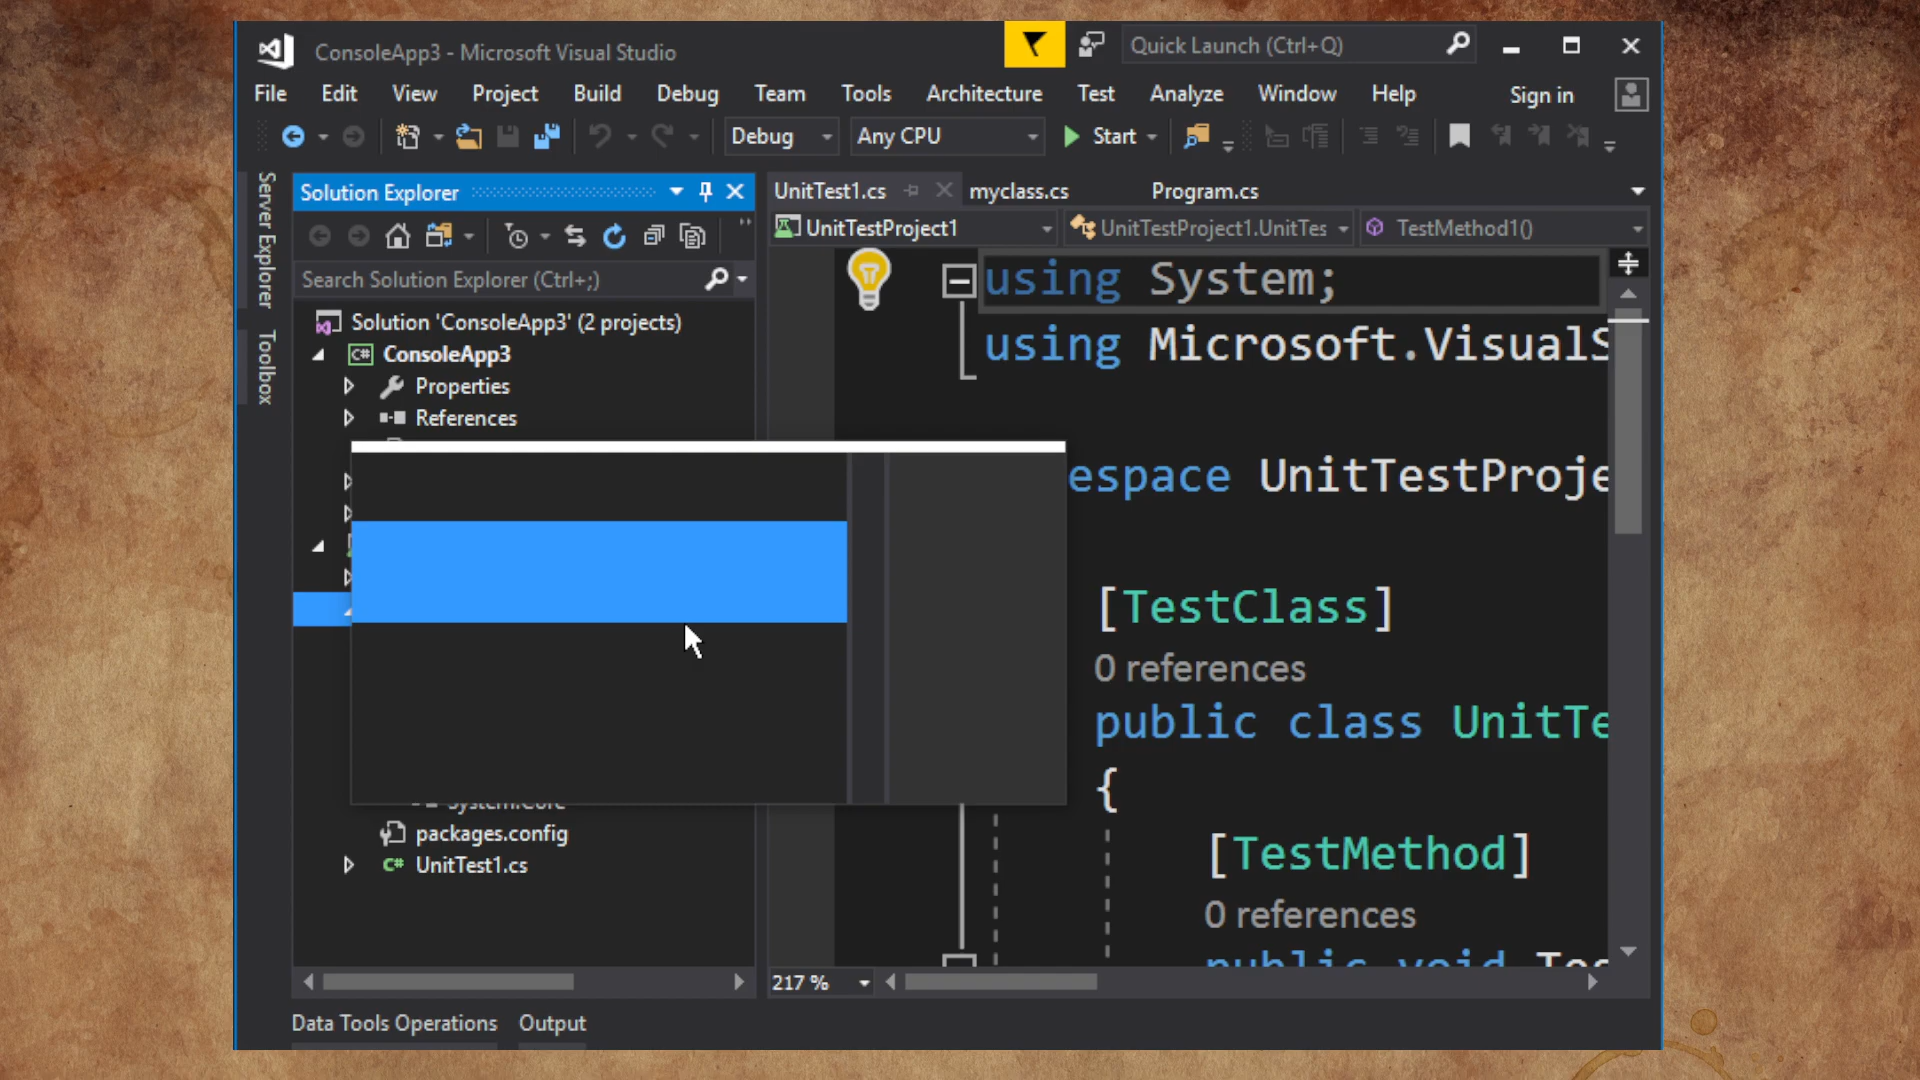 ConsoleApp3 - Microsoft Visual Studio
Quick Launch (Ctrl+Q)
File Edit View Project Build Debug Team Tools Architecture Test Analyze Window Help Sign in
Debug Any CPU Start
Server Explorer
Toolbox
Solution Explorer
Search Solution Explorer (Ctrl+;)
Solution 'ConsoleApp3' (2 projects)
C# ConsoleApp3
Properties
References
System.Core
packages.config
C# UnitTest1.cs
UnitTest1.cs myclass.cs Program.cs
UnitTestProject1 UnitTestProject1.UnitTes TestMethod1()
using System;
using Microsoft.VisualS
espace UnitTestProje
[TestClass]
0 references
public class UnitTe
{
[TestMethod]
0 references
public void
217 %
Data Tools Operations Output